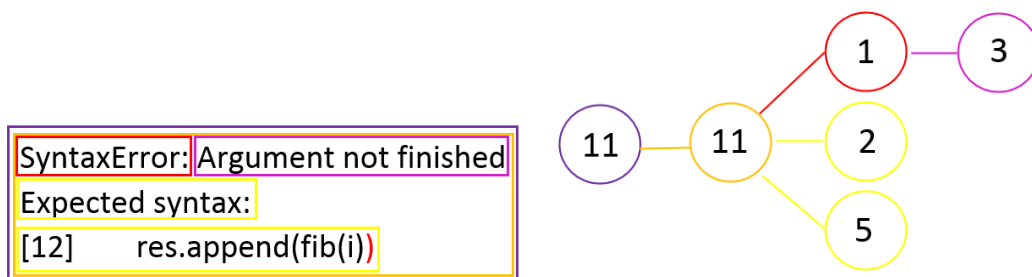 SyntaxError: Argument not finished
Expected syntax:
[12] res.append(fib(i))
1 3
11 11 2
5